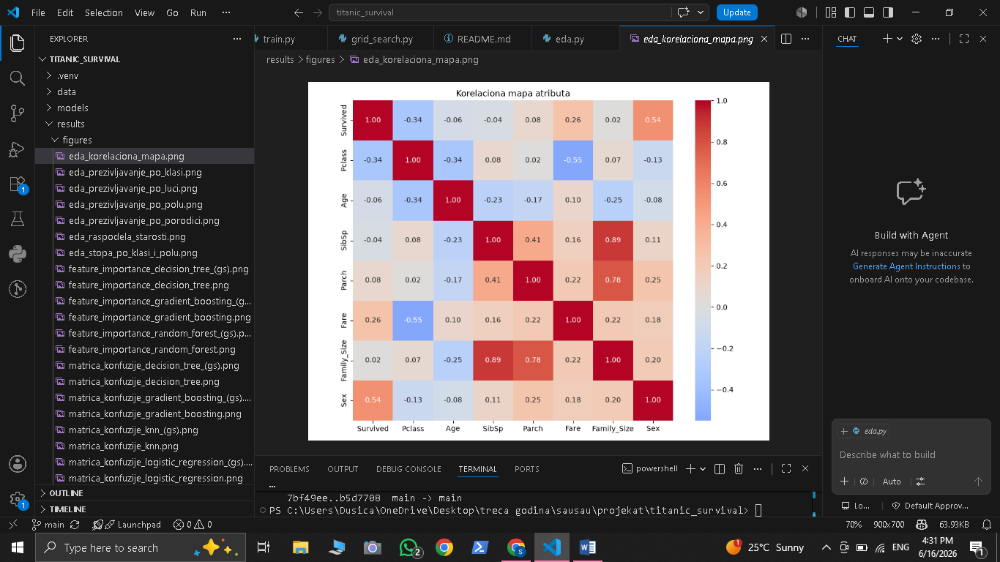 File Edit Selection View Go Run ···
titanic_survival
Update
EXPLORER ···
TITANIC_SURVIVAL
.venv
data
models
results
figures
eda_korelaciona_mapa.png
eda_prezivljavanje_po_klasi.png
eda_prezivljavanje_po_luci.png
eda_prezivljavanje_po_polu.png
eda_prezivljavanje_po_porodici.png
eda_raspodela_starosti.png
eda_stopa_po_klasi_i_polu.png
feature_importance_decision_tree_(gs).png
feature_importance_decision_tree.png
feature_importance_gradient_boosting_(g...
feature_importance_gradient_boosting.png
feature_importance_random_forest_(gs).p...
feature_importance_random_forest.png
matrica_konfuzije_decision_tree_(gs).png
matrica_konfuzije_decision_tree.png
matrica_konfuzije_gradient_boosting_(gs)....
matrica_konfuzije_gradient_boosting.png
matrica_konfuzije_knn_(gs).png
matrica_konfuzije_knn.png
matrica_konfuzije_logistic_regression_(gs)....
matrica_konfuzije_logistic_regression.png
OUTLINE
TIMELINE
1
1
train.py grid_search.py README.md eda.py eda_korelaciona_mapa.png
results > figures > eda_korelaciona_mapa.png
Korelaciona mapa atributa
Survived 1.00 -0.34 -0.06 -0.04 0.08 0.26 0.02 0.54
Pclass -0.34 1.00 -0.34 0.08 0.02 -0.55 0.07 -0.13
Age -0.06 -0.34 1.00 -0.23 -0.17 0.10 -0.25 -0.08
SibSp -0.04 0.08 -0.23 1.00 0.41 0.16 0.89 0.11
Parch 0.08 0.02 -0.17 0.41 1.00 0.22 0.78 0.25
Fare 0.26 -0.55 0.10 0.16 0.22 1.00 0.22 0.18
Family_Size 0.02 0.07 -0.25 0.89 0.78 0.22 1.00 0.20
Sex 0.54 -0.13 -0.08 0.11 0.25 0.18 0.20 1.00
Survived Pclass Age SibSp Parch Fare Family_Size Sex
1.0
0.8
0.6
0.4
0.2
0.0
−0.2
−0.4
PROBLEMS OUTPUT DEBUG CONSOLE TERMINAL PORTS
powershell
...
7bf49ee..b5d7708  main -> main
PS C:\Users\Dusica\OneDrive\Desktop\treca godina\sausau\projekat\titanic_survival>
CHAT
Build with Agent
AI responses may be inaccurate
Generate Agent Instructions to
onboard AI onto your codebase.
eda.py
Describe what to build
Auto
Lo... Default Approv...
main Launchpad 0 0
70% 900x700 63.93KB
Type here to search
2
S
1
25°C Sunny
ENG
4:31 PM
6/16/2026
1